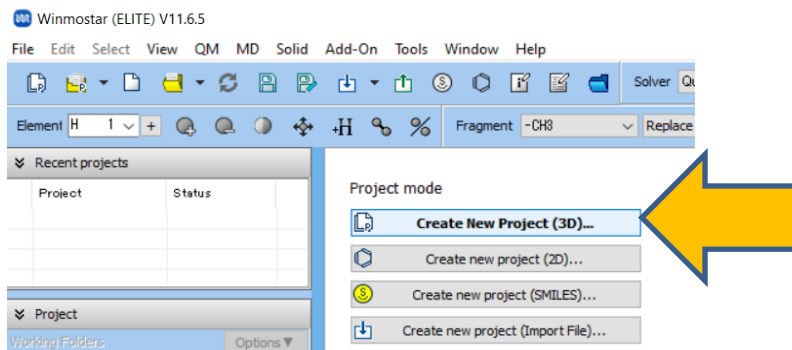 Winmostar (ELITE) V11.6.5
File Edit Select View QM MD Solid Add-On Tools Window Help
Solver
Element H 1 + +H Fragment -CH3 Replace
Recent projects
Project Status
Project mode
Create New Project (3D)...
Create new project (2D)...
Create new project (SMILES)...
Create new project (Import File)...
Project
Working Folders Options▼